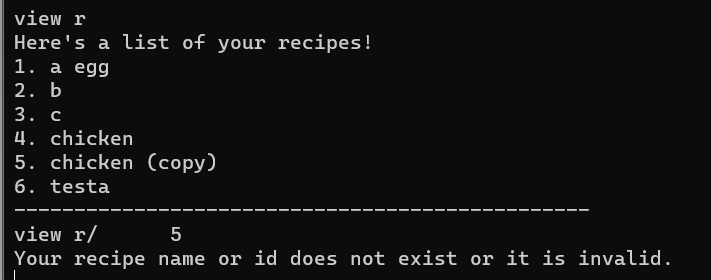 view r
Here's a list of your recipes!
1. a egg
2. b
3. c
4. chicken
5. chicken (copy)
6. testa
------------------------------------------------
view r/      5
Your recipe name or id does not exist or it is invalid.